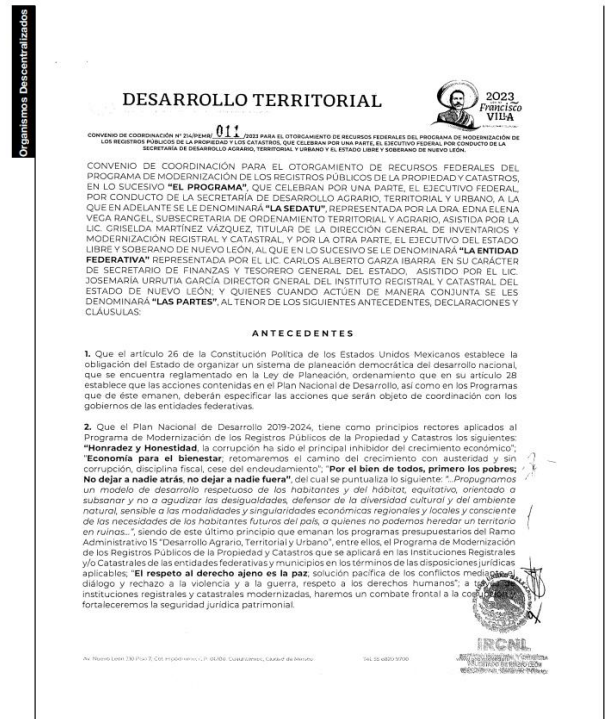 Organismos Descentralizados
DESARROLLO TERRITORIAL
2023
Francisco
VILLA
CONVENIO DE COORDINACIÓN Nº 214/PEMR/ 011 /2023 PARA EL OTORGAMIENTO DE RECURSOS FEDERALES DEL PROGRAMA DE MODERNIZACIÓN DE
LOS REGISTROS PÚBLICOS DE LA PROPIEDAD Y LOS CATASTROS, QUE CELEBRAN POR UNA PARTE, EL EJECUTIVO FEDERAL POR CONDUCTO DE LA
SECRETARÍA DE DESARROLLO AGRARIO, TERRITORIAL Y URBANO Y EL ESTADO LIBRE Y SOBERANO DE NUEVO LEÓN.
CONVENIO DE COORDINACIÓN PARA EL OTORGAMIENTO DE RECURSOS FEDERALES DEL
PROGRAMA DE MODERNIZACIÓN DE LOS REGISTROS PÚBLICOS DE LA PROPIEDAD Y CATASTROS,
EN LO SUCESIVO "EL PROGRAMA", QUE CELEBRAN POR UNA PARTE, EL EJECUTIVO FEDERAL,
POR CONDUCTO DE LA SECRETARÍA DE DESARROLLO AGRARIO, TERRITORIAL Y URBANO, A LA
QUE EN ADELANTE SE LE DENOMINARÁ "LA SEDATU", REPRESENTADA POR LA DRA. EDNA ELENA
VEGA RANGEL, SUBSECRETARIA DE ORDENAMIENTO TERRITORIAL Y AGRARIO, ASISTIDA POR LA
LIC. GRISELDA MARTÍNEZ VÁZQUEZ, TITULAR DE LA DIRECCIÓN GENERAL DE INVENTARIOS Y
MODERNIZACIÓN REGISTRAL Y CATASTRAL, Y POR LA OTRA PARTE, EL EJECUTIVO DEL ESTADO
LIBRE Y SOBERANO DE NUEVO LEÓN, AL QUE EN LO SUCESIVO SE LE DENOMINARÁ "LA ENTIDAD
FEDERATIVA" REPRESENTADA POR EL LIC. CARLOS ALBERTO GARZA IBARRA EN SU CARÁCTER
DE SECRETARIO DE FINANZAS Y TESORERO GENERAL DEL ESTADO, ASISTIDO POR EL LIC.
JOSEMARÍA URRUTIA GARCÍA DIRECTOR GNERAL DEL INSTITUTO REGISTRAL Y CATASTRAL DEL
ESTADO DE NUEVO LEÓN; Y QUIENES CUANDO ACTÚEN DE MANERA CONJUNTA SE LES
DENOMINARÁ "LAS PARTES", AL TENOR DE LOS SIGUIENTES ANTECEDENTES, DECLARACIONES Y
CLÁUSULAS:
ANTECEDENTES
1. Que el artículo 26 de la Constitución Política de los Estados Unidos Mexicanos establece la
obligación del Estado de organizar un sistema de planeación democrática del desarrollo nacional,
que se encuentra reglamentado en la Ley de Planeación, ordenamiento que en su artículo 28
establece que las acciones contenidas en el Plan Nacional de Desarrollo, así como en los Programas
que de éste emanen, deberán especificar las acciones que serán objeto de coordinación con los
gobiernos de las entidades federativas.
2. Que el Plan Nacional de Desarrollo 2019-2024, tiene como principios rectores aplicados al
Programa de Modernización de los Registros Públicos de la Propiedad y Catastros los siguientes:
"Honradez y Honestidad, la corrupción ha sido el principal inhibidor del crecimiento económico";
"Economía para el bienestar; retomaremos el camino del crecimiento con austeridad y sin
corrupción, disciplina fiscal, cese del endeudamiento"; "Por el bien de todos, primero los pobres;
No dejar a nadie atrás, no dejar a nadie fuera", del cual se puntualiza lo siguiente: "...Propugnamos
un modelo de desarrollo respetuoso de los habitantes y del hábitat, equitativo, orientado a
subsanar y no a agudizar las desigualdades, defensor de la diversidad cultural y del ambiente
natural, sensible a las modalidades y singularidades económicas regionales y locales y consciente
de las necesidades de los habitantes futuros del país, a quienes no podemos heredar un territorio
en ruinas...", siendo de este último principio que emanan los programas presupuestarios del Ramo
Administrativo 15 "Desarrollo Agrario, Territorial y Urbano", entre ellos, el Programa de Modernización
de los Registros Públicos de la Propiedad y Catastros que se aplicará en las Instituciones Registrales
y/o Catastrales de las entidades federativas y municipios en los términos de las disposiciones jurídicas
aplicables; "El respeto al derecho ajeno es la paz; solución pacífica de los conflictos mediante el
diálogo y rechazo a la violencia y a la guerra, respeto a los derechos humanos"; a través de
instituciones registrales y catastrales modernizadas, haremos un combate frontal a la corrupción y
fortaleceremos la seguridad jurídica patrimonial.
IRCNL